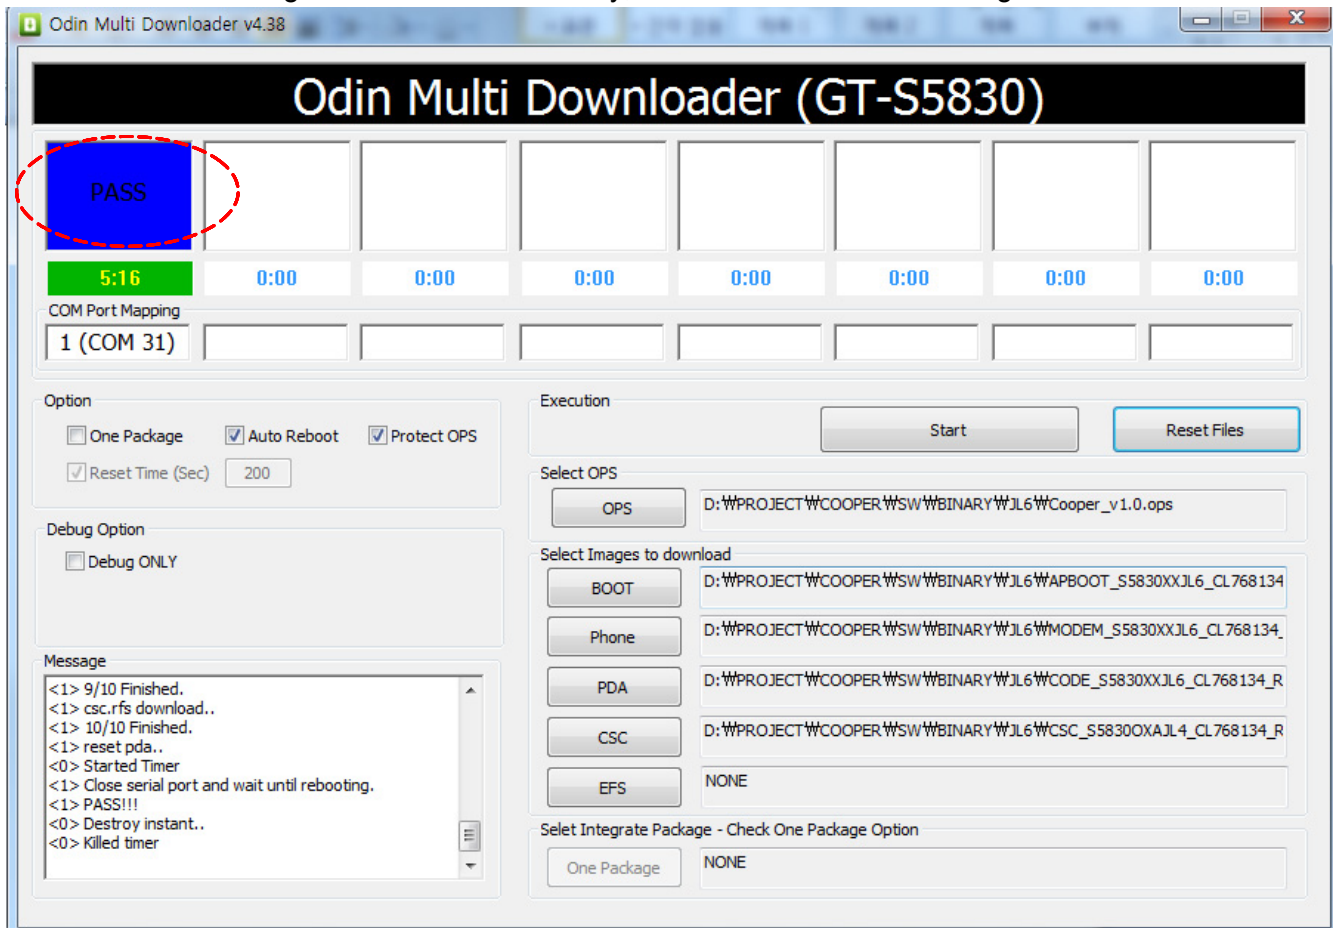 Odin Multi Downloader v4.38
Odin Multi Downloader (GT-S5830)
PASS
5:16 0:00 0:00 0:00 0:00 0:00 0:00 0:00
COM Port Mapping
1 (COM 31)
Option
One Package Auto Reboot Protect OPS
Reset Time (Sec) 200
Debug Option
Debug ONLY
Message
<1> 9/10 Finished.
<1> csc.rfs download..
<1> 10/10 Finished.
<1> reset pda..
<0> Started Timer
<1> Close serial port and wait until rebooting.
<1> PASS!!!
<0> Destroy instant..
<0> Killed timer
Execution
Start Reset Files
Select OPS
OPS D:₩PROJECT₩COOPER₩SW₩BINARY₩JL6₩Cooper_v1.0.ops
Select Images to download
BOOT D:₩PROJECT₩COOPER₩SW₩BINARY₩JL6₩APBOOT_S5830XXJL6_CL768134
Phone D:₩PROJECT₩COOPER₩SW₩BINARY₩JL6₩MODEM_S5830XXJL6_CL768134_
PDA D:₩PROJECT₩COOPER₩SW₩BINARY₩JL6₩CODE_S5830XXJL6_CL768134_R
CSC D:₩PROJECT₩COOPER₩SW₩BINARY₩JL6₩CSC_S5830OXAJL4_CL768134_R
EFS NONE
Selet Integrate Package - Check One Package Option
One Package NONE